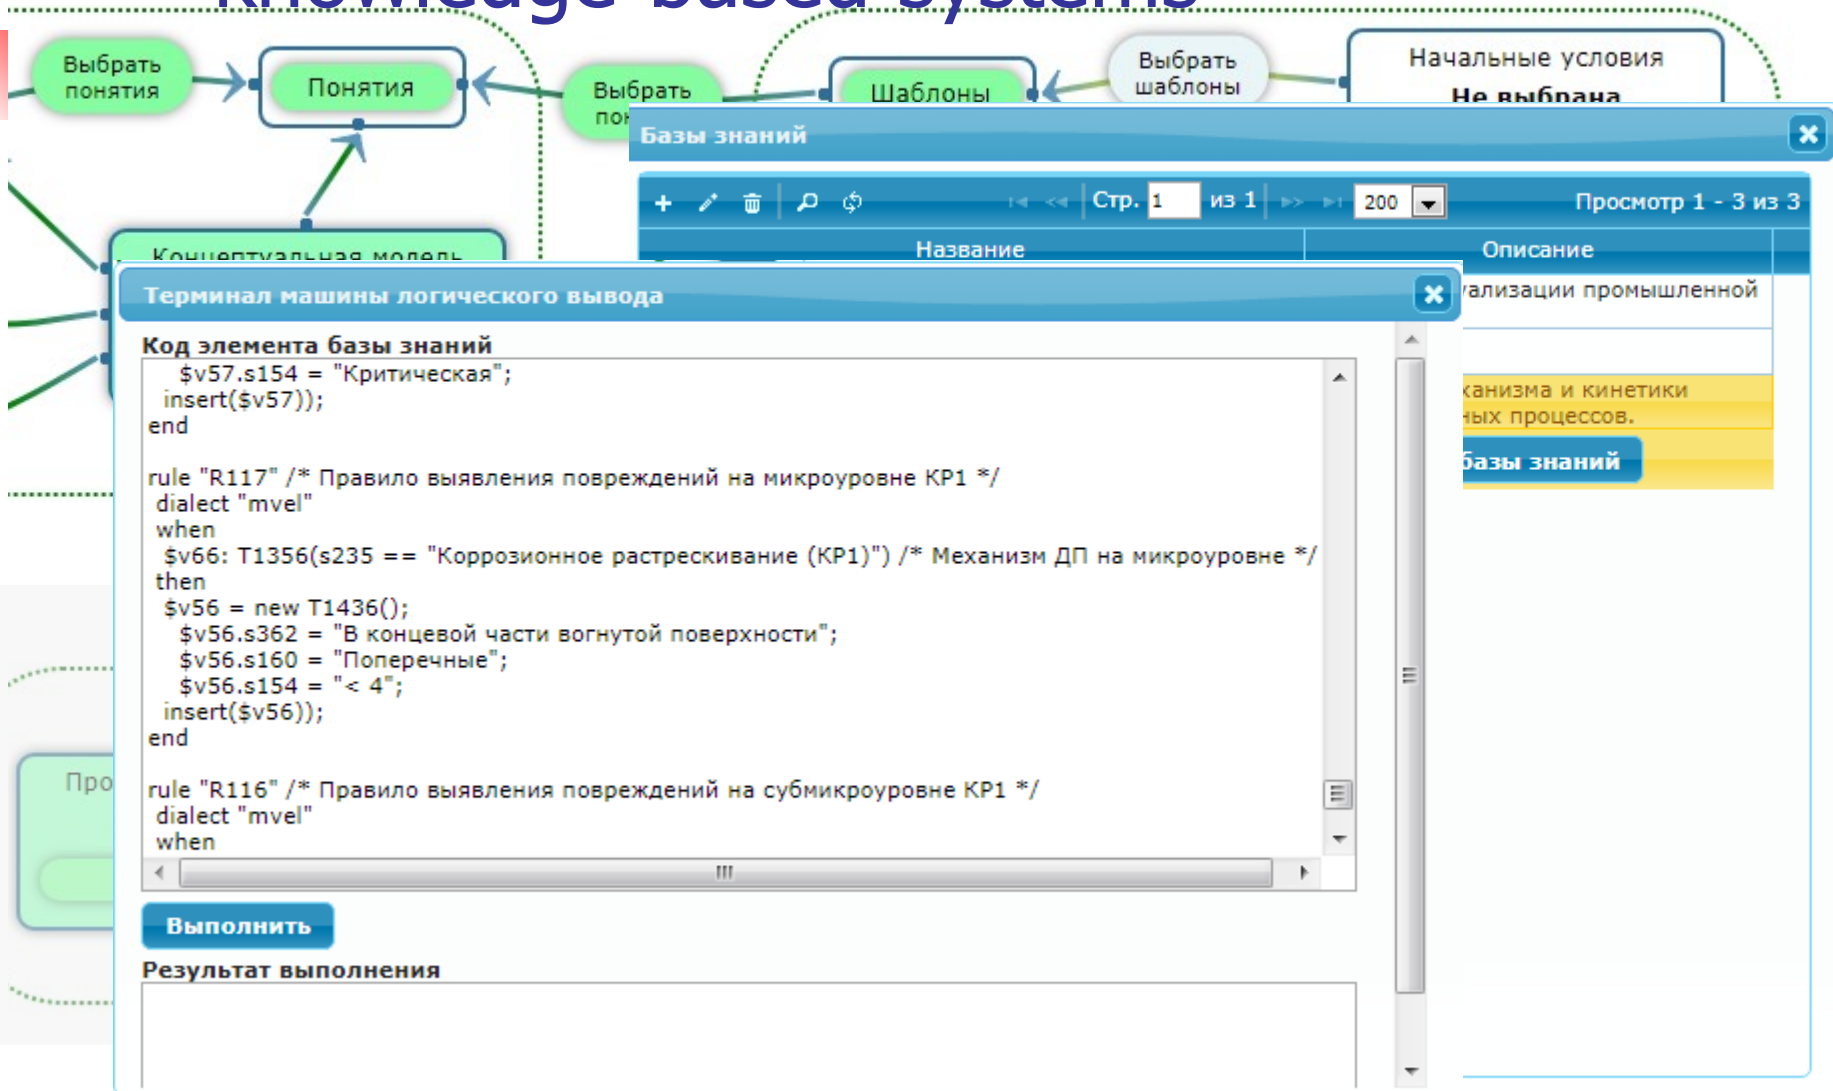 knowledge-based systems
Выбрать
понятия
Понятия
Выбрать
Шаблоны
Выбрать
шаблоны
Начальные условия
Не выбрана
Базы знаний
Стр. 1 из 1 200 Просмотр 1 - 3 из 3
Название Описание
Концептуальная модель
Терминал машины логического вывода
ализации промышленной
Код элемента базы знаний
ханизма и кинетики
ных процессов.
базы знаний
$v57.s154 = "Критическая";
insert($v57));
end
rule "R117" /* Правило выявления повреждений на микроуровне КР1 */
dialect "mvel"
when
$v66: T1356(s235 == "Коррозионное растрескивание (КР1)") /* Механизм ДП на микроуровне */
then
$v56 = new T1436();
$v56.s362 = "В концевой части вогнутой поверхности";
$v56.s160 = "Поперечные";
$v56.s154 = "< 4";
insert($v56));
end
Про
rule "R116" /* Правило выявления повреждений на субмикроуровне КР1 */
dialect "mvel"
when
Выполнить
Результат выполнения